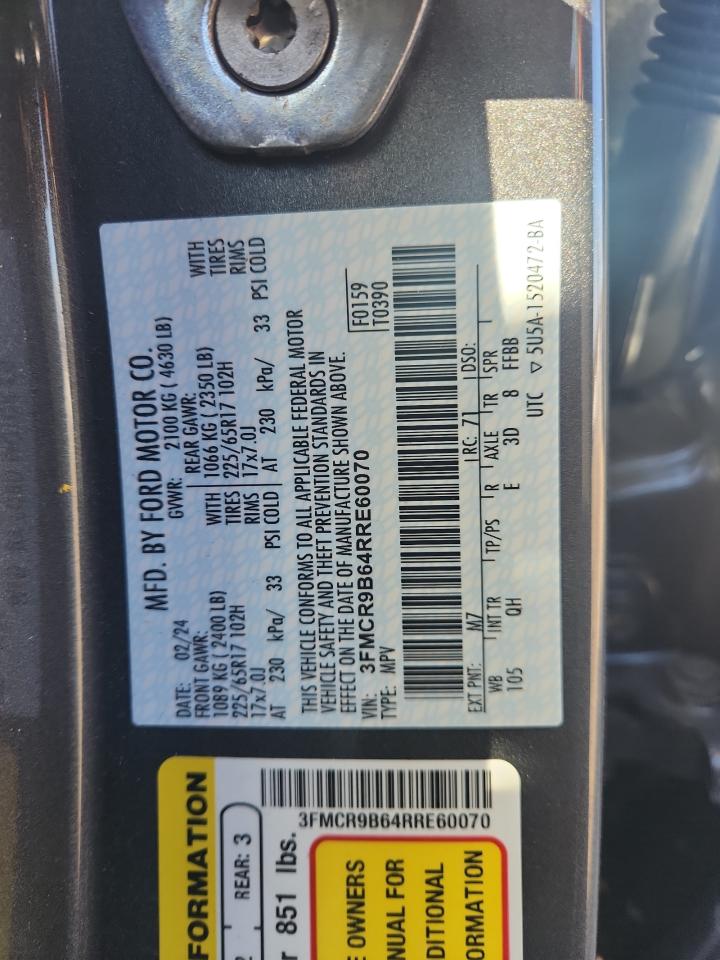 MFD. BY FORD MOTOR CO.
DATE: 02/24 GVWR: 2100 KG ( 4630 LB)
FRONT GAWR: REAR GAWR:
1089 KG (2400 LB) WITH 1066 KG (2350 LB) WITH
225/65R17 102H TIRES 225/65R17 102H TIRES
17x7.0J RIMS 17x7.0J RIMS
AT 230 kPa/ 33 PSI COLD AT 230 kPa/ 33 PSI COLD
THIS VEHICLE CONFORMS TO ALL APPLICABLE FEDERAL MOTOR
VEHICLE SAFETY AND THEFT PREVENTION STANDARDS IN
EFFECT ON THE DATE OF MANUFACTURE SHOWN ABOVE.
VIN: 3FMCR9B64RRE60070 F0159
TYPE: MPV T0390
EXT PNT: M7 RC: 71 DSO:
WB INT TR TP/PS R AXLE TR SPR
105 QH E 3D 8 FFBB
UTC ▽ 5U5A-1520472-BA
FORMATION
REAR: 3
851 lbs.
3FMCR9B64RRE60070
OWNERS
NUAL FOR
DITIONAL
ORMATION